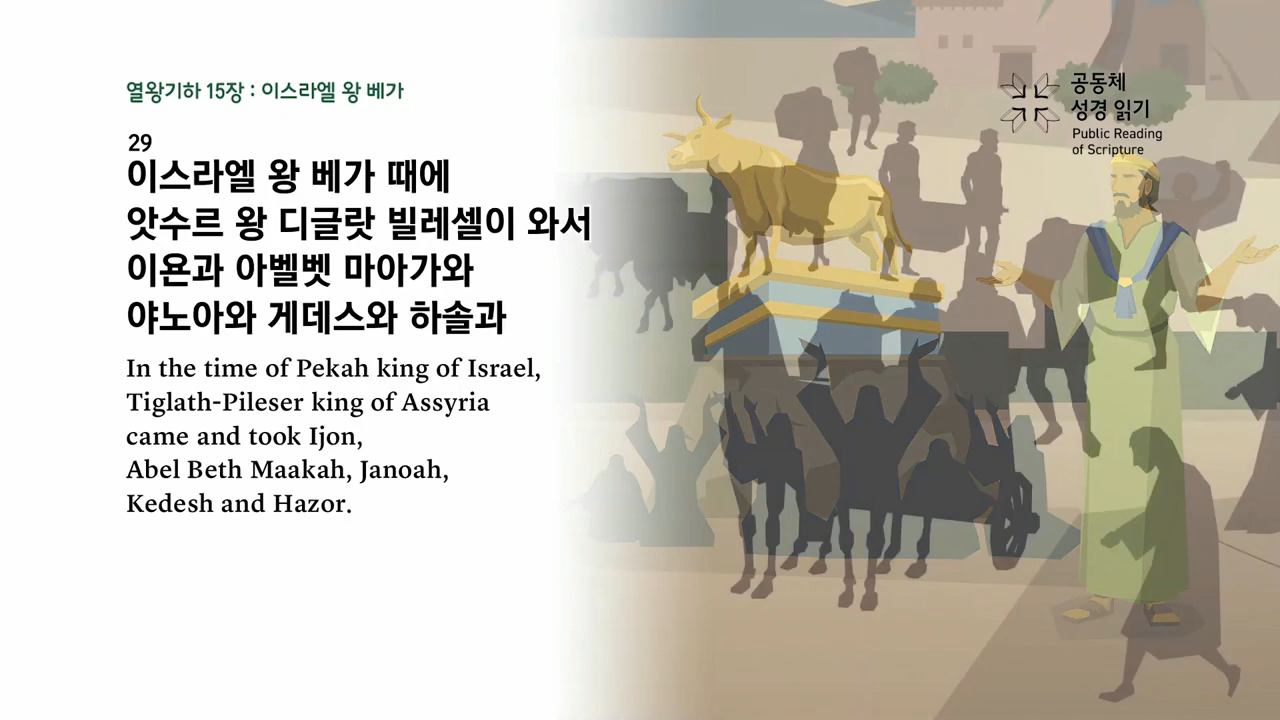 열왕기하 15장 : 이스라엘 왕 베가
29
이스라엘 왕 베가 때에
앗수르 왕 디글랏 빌레셀이 와서
이욘과 아벨벳 마아가와
야노아와 게데스와 하솔과
In the time of Pekah king of Israel,
Tiglath-Pileser king of Assyria
came and took Ijon,
Abel Beth Maakah, Janoah,
Kedesh and Hazor.
공동체
성경 읽기
Public Reading
of Scripture